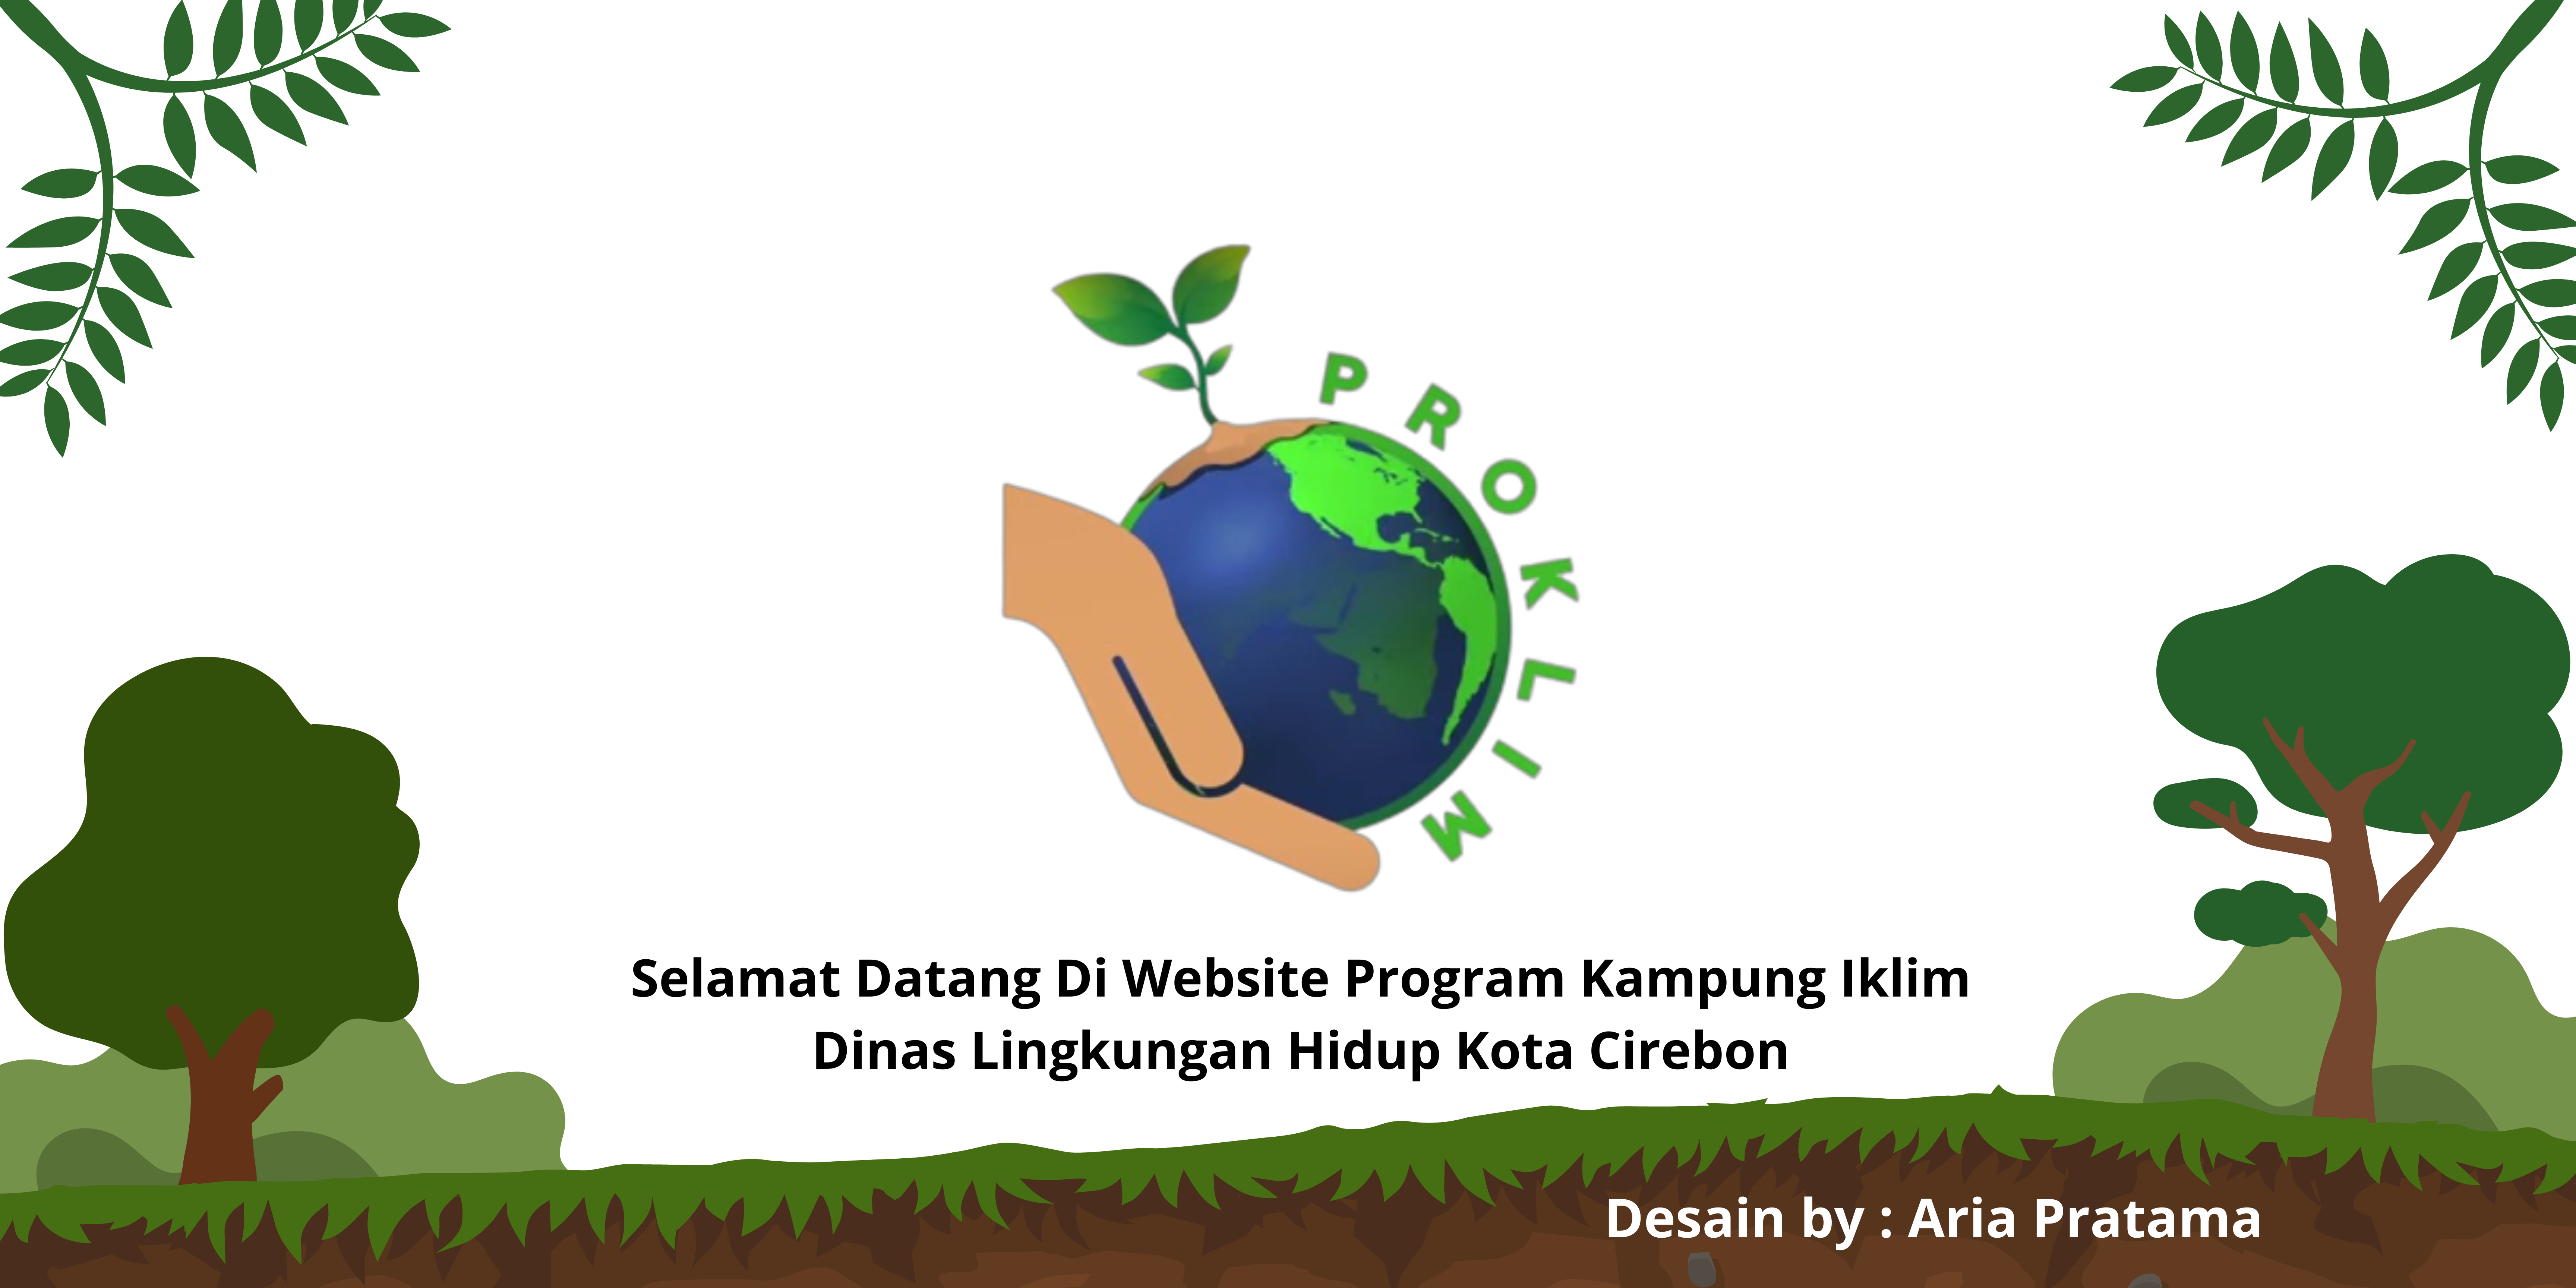 PROKLIM
Selamat Datang Di Website Program Kampung Iklim
Dinas Lingkungan Hidup Kota Cirebon
Desain by : Aria Pratama